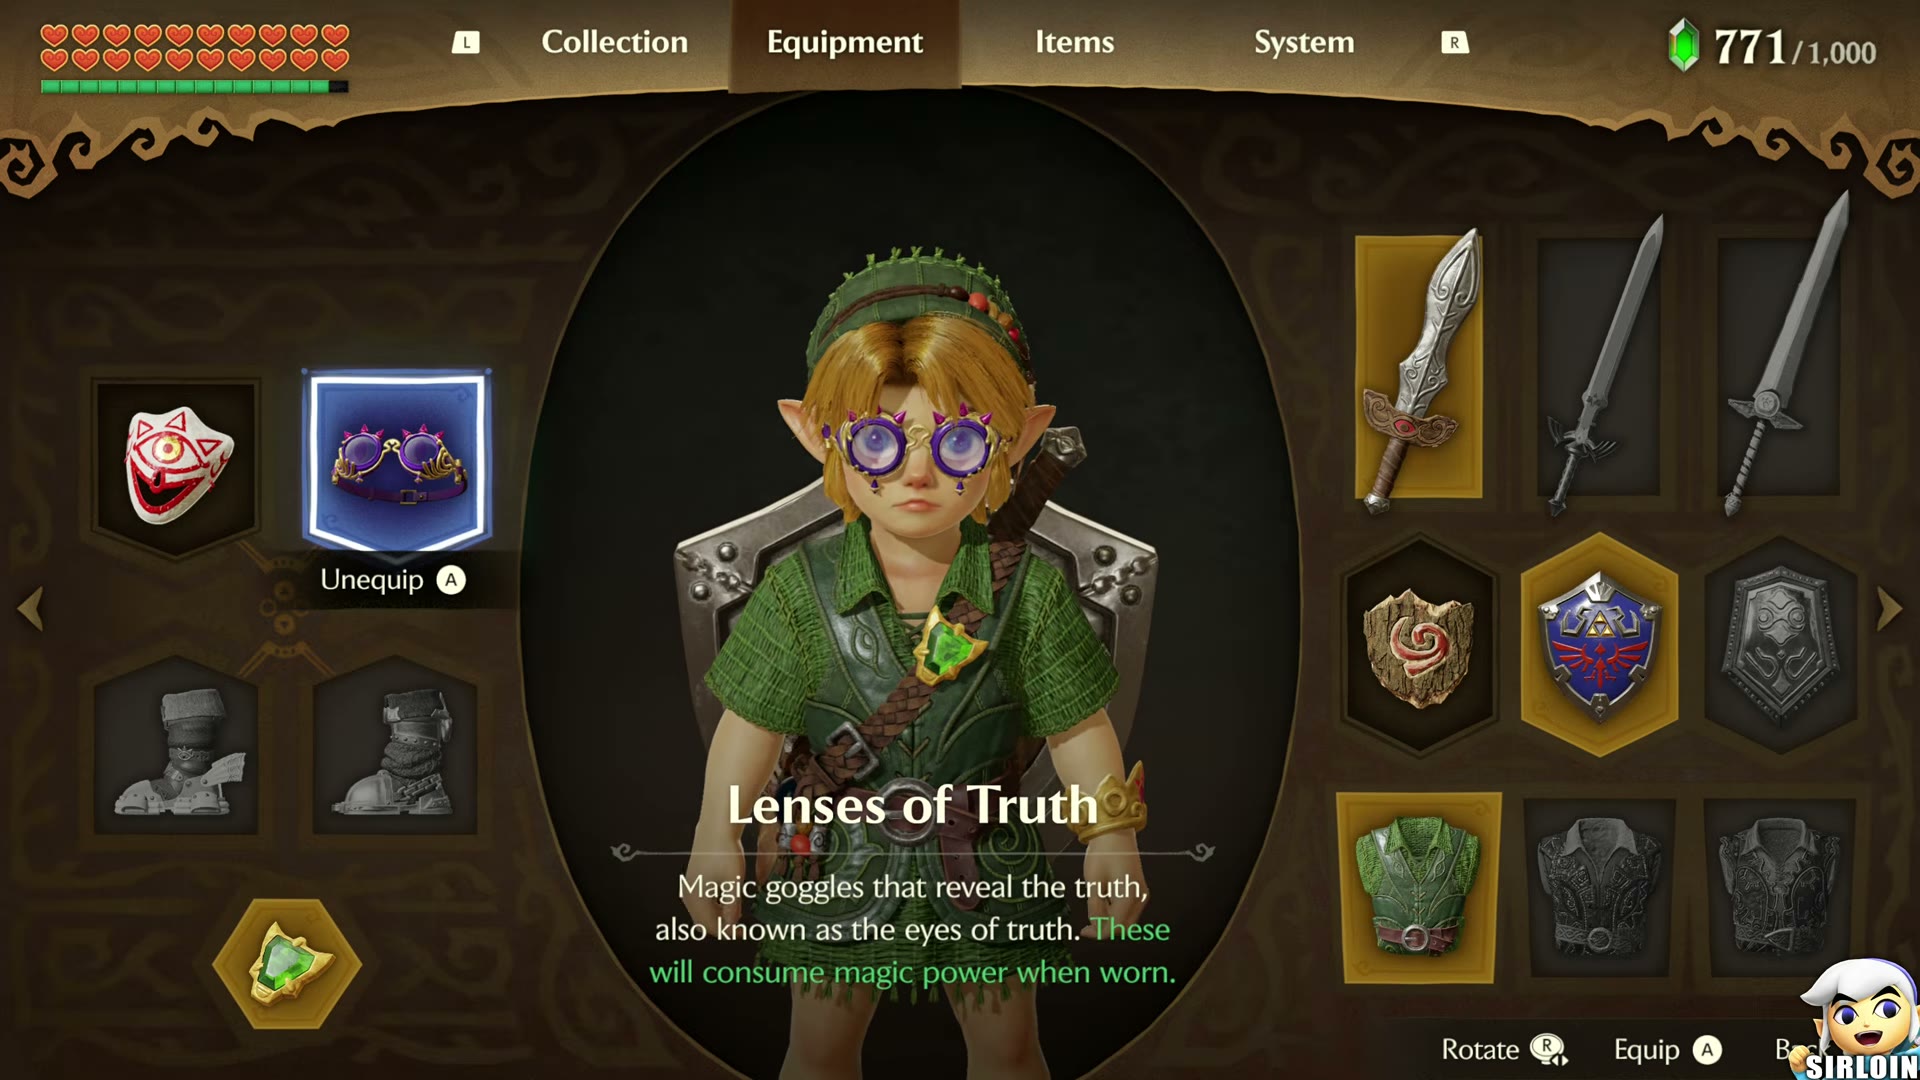 L
Collection
Equipment
Items
System
R
771/1,000
Unequip A
Lenses of Truth
Magic goggles that reveal the truth,
also known as the eyes of truth. These
will consume magic power when worn.
Rotate R
Equip A
SIRLOIN